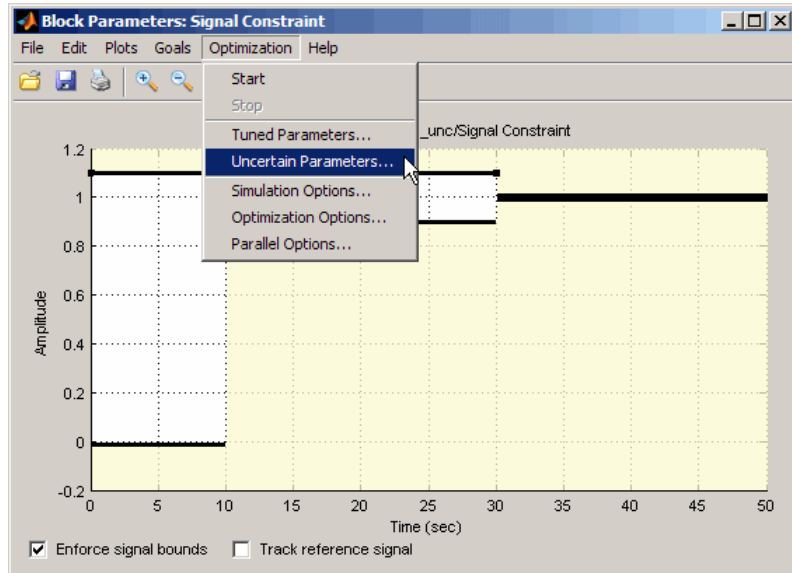 Block Parameters: Signal Constraint
File Edit Plots Goals Optimization Help
Start
Stop
Tuned Parameters...
Uncertain Parameters...
Simulation Options...
Optimization Options...
Parallel Options...
_unc/Signal Constraint
1.2
1
0.8
0.6
0.4
0.2
0
-0.2
Amplitude
0 5 10 15 20 25 30 35 40 45 50
Time (sec)
Enforce signal bounds Track reference signal